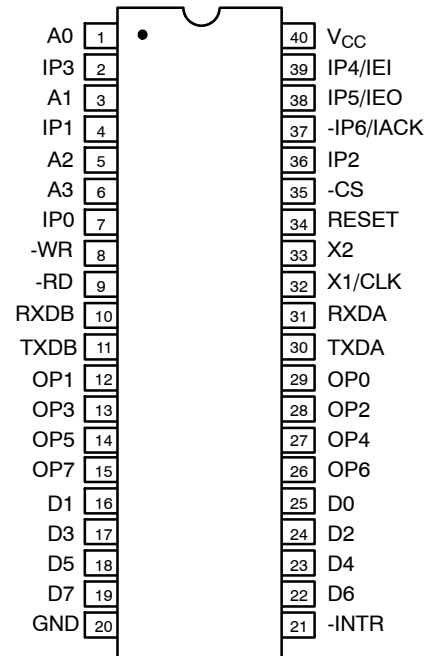 A0 1 40 VCC
IP3 2 39 IP4/IEI
A1 3 38 IP5/IEO
IP1 4 37 -IP6/IACK
A2 5 36 IP2
A3 6 35 -CS
IP0 7 34 RESET
-WR 8 33 X2
-RD 9 32 X1/CLK
RXDB 10 31 RXDA
TXDB 11 30 TXDA
OP1 12 29 OP0
OP3 13 28 OP2
OP5 14 27 OP4
OP7 15 26 OP6
D1 16 25 D0
D3 17 24 D2
D5 18 23 D4
D7 19 22 D6
GND 20 21 -INTR